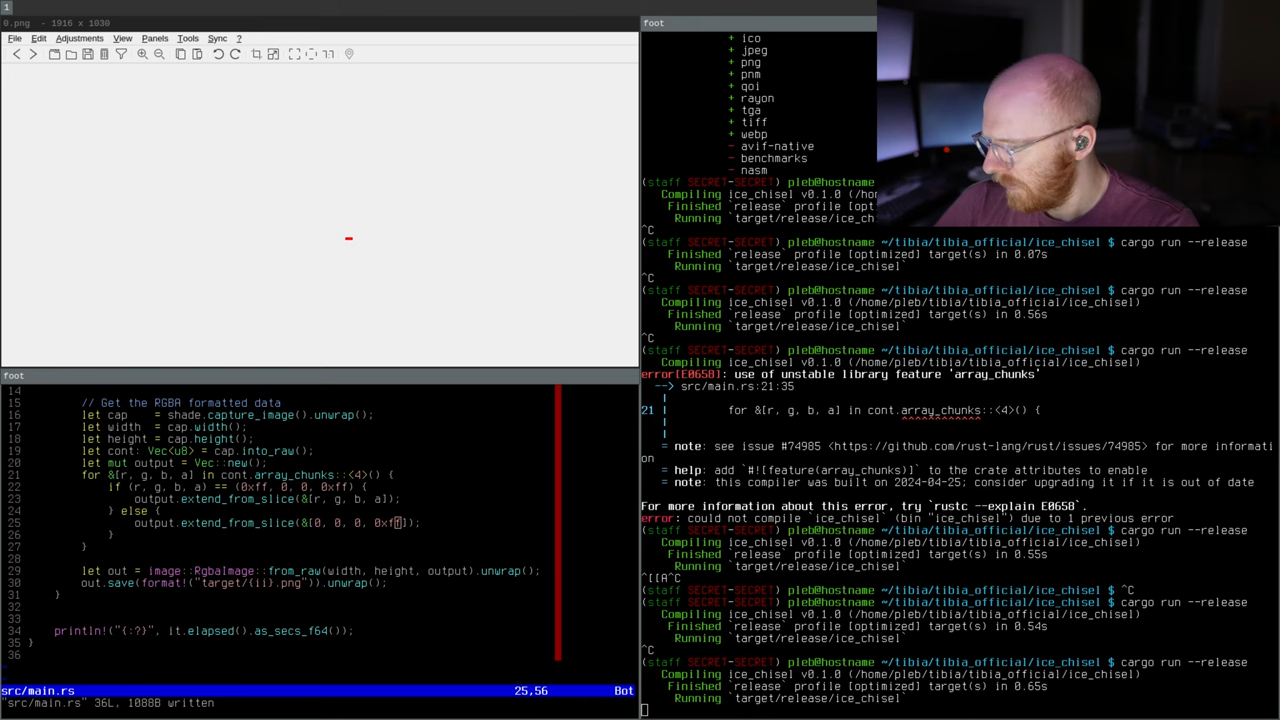 1
0.png - 1916 x 1030
File Edit Adjustments View Panels Tools Sync ?
foot
14
15 // Get the RGBA formatted data
16 let cap = shade.capture_image().unwrap();
17 let width = cap.width();
18 let height = cap.height();
19 let cont: Vec<u8> = cap.into_raw();
20 let mut output = Vec::new();
21 for &[r, g, b, a] in cont.array_chunks::<4>() {
22 if (r, g, b, a) == (0xff, 0, 0, 0xff) {
23 output.extend_from_slice(&[r, g, b, a]);
24 } else {
25 output.extend_from_slice(&[0, 0, 0, 0xff]);
26 }
27 }
28
29 let out = image::RgbaImage::from_raw(width, height, output).unwrap();
30 out.save(format!("target/{ii}.png")).unwrap();
31 }
32
33
34 println!("{:?}", it.elapsed().as_secs_f64());
35 }
36
~
~
src/main.rs 25,56 Bot
"src/main.rs" 36L, 1088B written
foot
+ ico
+ jpeg
+ png
+ pnm
+ qoi
+ rayon
+ tga
+ tiff
+ webp
- avif-native
- benchmarks
- nasm
(staff SECRET-SECRET) pleb@hostname
Compiling ice_chisel v0.1.0 (/ho
Finished `release` profile [opt
Running `target/release/ice_ch
^C
(staff SECRET-SECRET) pleb@hostname ~/tibia/tibia_official/ice_chisel $ cargo run --release
Finished `release` profile [optimized] target(s) in 0.07s
Running `target/release/ice_chisel`
^C
(staff SECRET-SECRET) pleb@hostname ~/tibia/tibia_official/ice_chisel $ cargo run --release
Compiling ice_chisel v0.1.0 (/home/pleb/tibia/tibia_official/ice_chisel)
Finished `release` profile [optimized] target(s) in 0.56s
Running `target/release/ice_chisel`
^C
(staff SECRET-SECRET) pleb@hostname ~/tibia/tibia_official/ice_chisel $ cargo run --release
Compiling ice_chisel v0.1.0 (/home/pleb/tibia/tibia_official/ice_chisel)
error[E0658]: use of unstable library feature 'array_chunks'
--> src/main.rs:21:35
|
21 | for &[r, g, b, a] in cont.array_chunks::<4>() {
| ^^^^^^^^^^^^
|
= note: see issue #74985 <https://github.com/rust-lang/rust/issues/74985> for more informati
on
= help: add `#![feature(array_chunks)]` to the crate attributes to enable
= note: this compiler was built on 2024-04-25; consider upgrading it if it is out of date
For more information about this error, try `rustc --explain E0658`.
error: could not compile `ice_chisel` (bin "ice_chisel") due to 1 previous error
(staff SECRET-SECRET) pleb@hostname ~/tibia/tibia_official/ice_chisel $ cargo run --release
Compiling ice_chisel v0.1.0 (/home/pleb/tibia/tibia_official/ice_chisel)
Finished `release` profile [optimized] target(s) in 0.55s
Running `target/release/ice_chisel`
^[[A^C
(staff SECRET-SECRET) pleb@hostname ~/tibia/tibia_official/ice_chisel $ ^C
(staff SECRET-SECRET) pleb@hostname ~/tibia/tibia_official/ice_chisel $ cargo run --release
Compiling ice_chisel v0.1.0 (/home/pleb/tibia/tibia_official/ice_chisel)
Finished `release` profile [optimized] target(s) in 0.54s
Running `target/release/ice_chisel`
^C
(staff SECRET-SECRET) pleb@hostname ~/tibia/tibia_official/ice_chisel $ cargo run --release
Compiling ice_chisel v0.1.0 (/home/pleb/tibia/tibia_official/ice_chisel)
Finished `release` profile [optimized] target(s) in 0.65s
Running `target/release/ice_chisel`